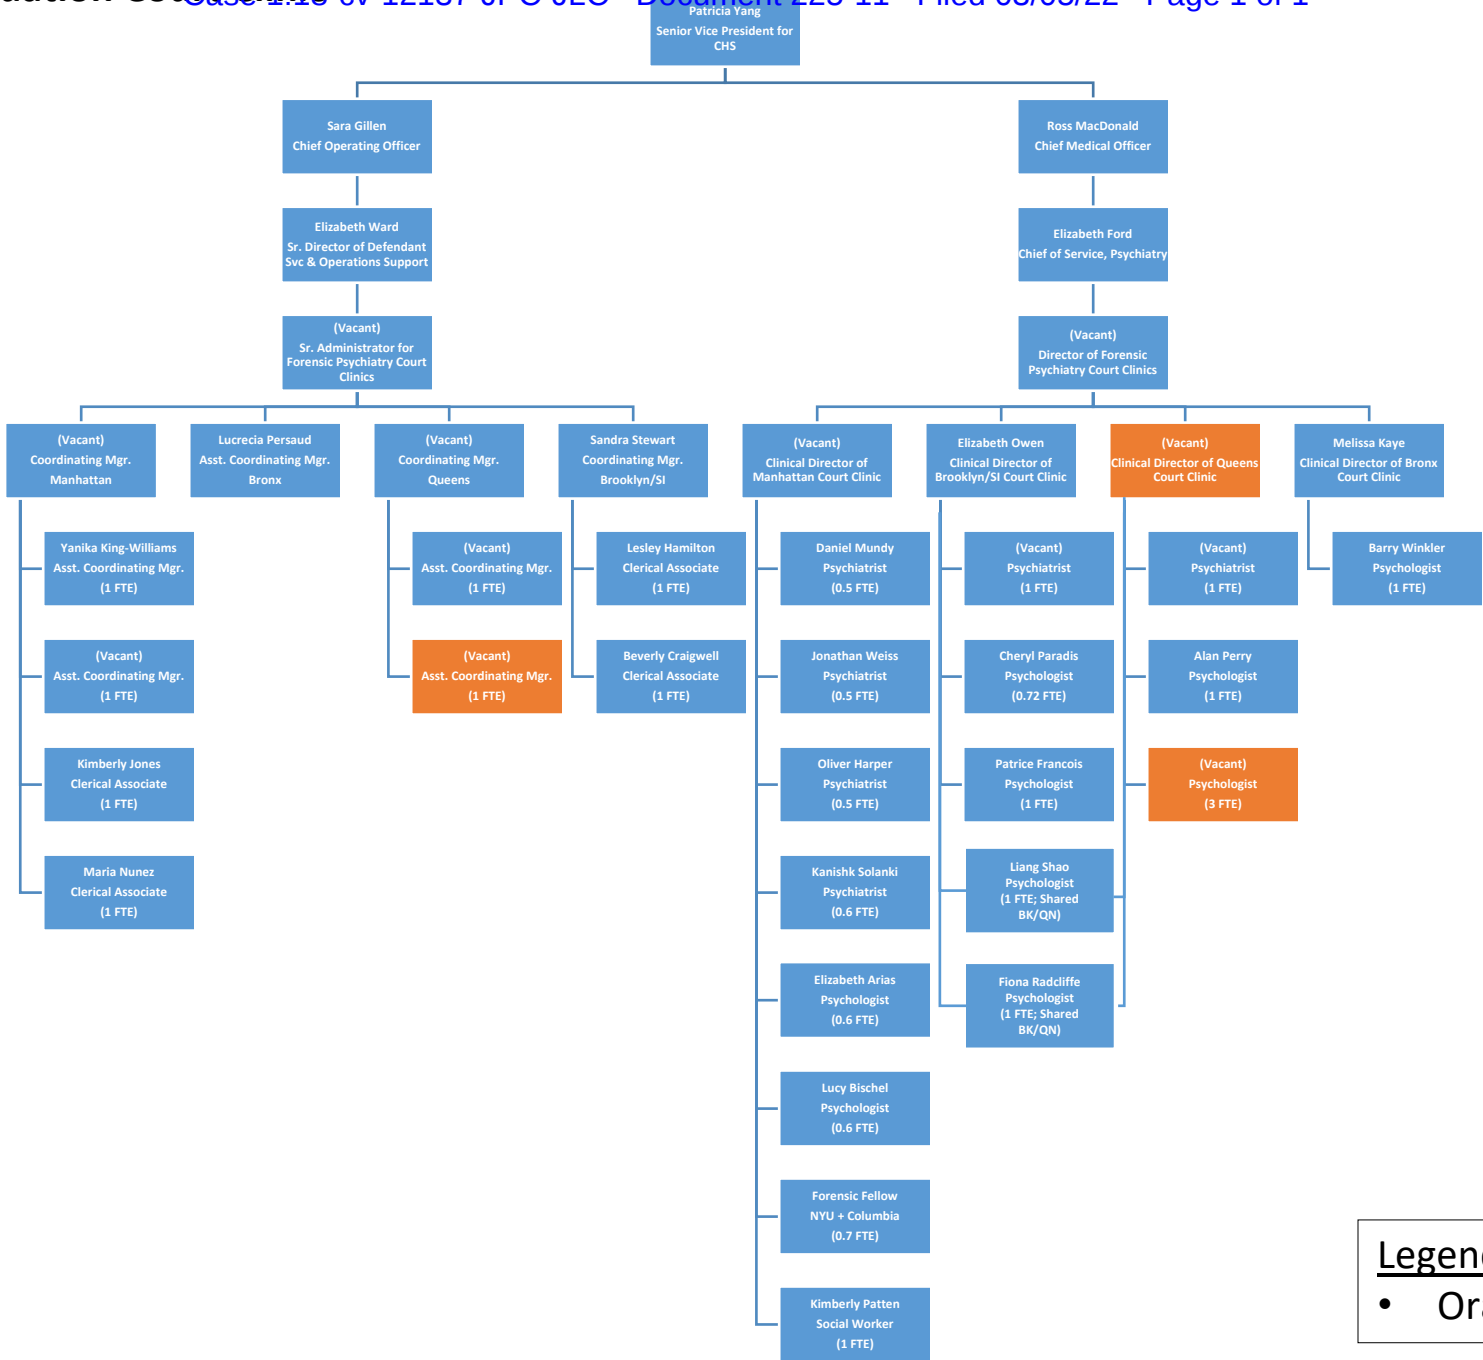 Patricia Yang
Senior Vice President for
CHS
Sara Gillen
Chief Operating Officer
Ross MacDonald
Chief Medical Officer
Elizabeth Ward
Sr. Director of Defendant
Svc & Operations Support
Elizabeth Ford
Chief of Service, Psychiatry
(Vacant)
Sr. Administrator for
Forensic Psychiatry Court
Clinics
(Vacant)
Director of Forensic
Psychiatry Court Clinics
(Vacant)
Coordinating Mgr.
Manhattan
Lucrecia Persaud
Asst. Coordinating Mgr.
Bronx
(Vacant)
Coordinating Mgr.
Queens
Sandra Stewart
Coordinating Mgr.
Brooklyn/SI
(Vacant)
Clinical Director of
Manhattan Court Clinic
Elizabeth Owen
Clinical Director of
Brooklyn/SI Court Clinic
(Vacant)
Clinical Director of Queens
Court Clinic
Melissa Kaye
Clinical Director of Bronx
Court Clinic
Yanika King-Williams
Asst. Coordinating Mgr.
(1 FTE)
(Vacant)
Asst. Coordinating Mgr.
(1 FTE)
Kimberly Jones
Clerical Associate
(1 FTE)
Maria Nunez
Clerical Associate
(1 FTE)
(Vacant)
Asst. Coordinating Mgr.
(1 FTE)
(Vacant)
Asst. Coordinating Mgr.
(1 FTE)
Lesley Hamilton
Clerical Associate
(1 FTE)
Beverly Craigwell
Clerical Associate
(1 FTE)
Daniel Mundy
Psychiatrist
(0.5 FTE)
Jonathan Weiss
Psychiatrist
(0.5 FTE)
Oliver Harper
Psychiatrist
(0.5 FTE)
Kanishk Solanki
Psychiatrist
(0.6 FTE)
Elizabeth Arias
Psychologist
(0.6 FTE)
Lucy Bischel
Psychologist
(0.6 FTE)
Forensic Fellow
NYU + Columbia
(0.7 FTE)
Kimberly Patten
Social Worker
(1 FTE)
(Vacant)
Psychiatrist
(1 FTE)
Cheryl Paradis
Psychologist
(0.72 FTE)
Patrice Francois
Psychologist
(1 FTE)
Liang Shao
Psychologist
(1 FTE; Shared
BK/QN)
Fiona Radcliffe
Psychologist
(1 FTE; Shared
BK/QN)
(Vacant)
Psychiatrist
(1 FTE)
Alan Perry
Psychologist
(1 FTE)
(Vacant)
Psychologist
(3 FTE)
Barry Winkler
Psychologist
(1 FTE)